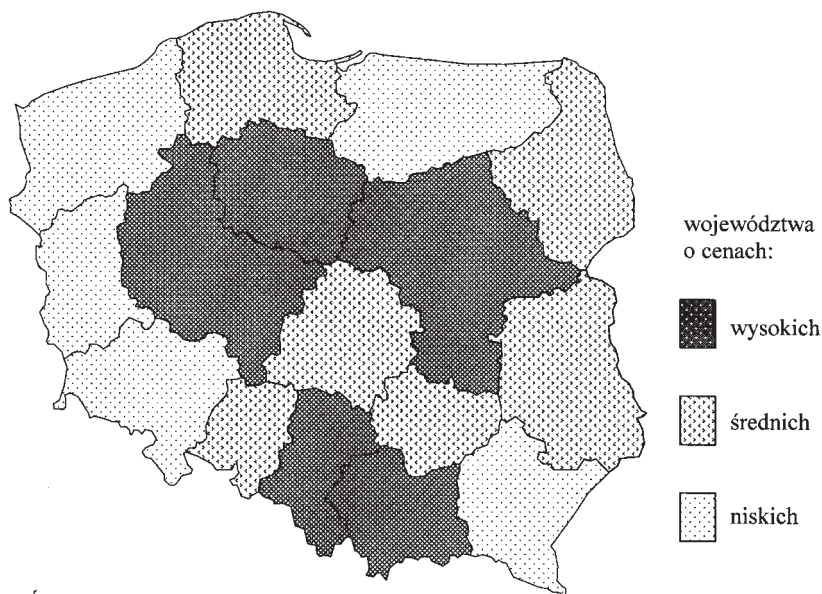 województwa
o cenach:
wysokich
średnich
niskich